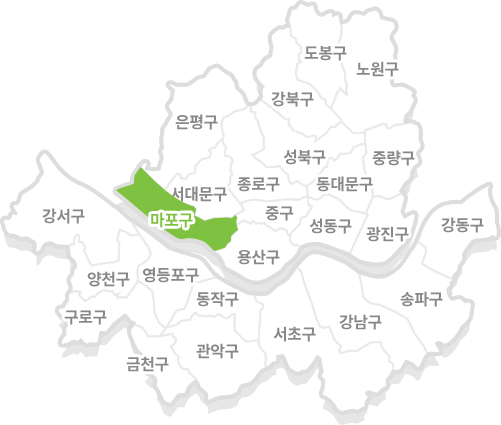 도봉구
노원구
강북구
은평구
성북구
중량구
서대문구
종로구
동대문구
마포구
중구
강서구
성동구
광진구
강동구
용산구
양천구
영등포구
동작구
송파구
구로구
강남구
서초구
관악구
금천구